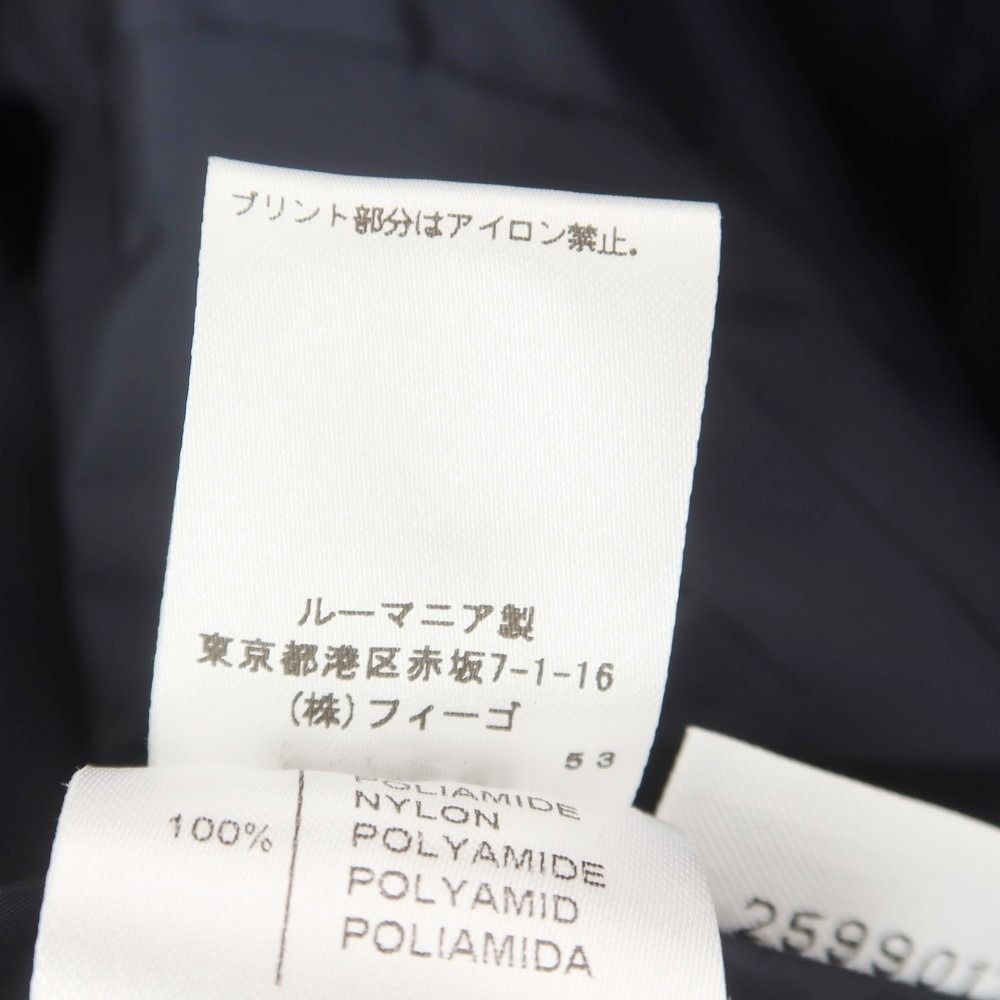 プリント部分はアイロン禁止.
ルーマニア製
東京都港区赤坂7-1-16
(株)フィーゴ
53
100%
POLIAMIDE
NYLON
POLYAMIDE
POLYAMID
POLIAMIDA